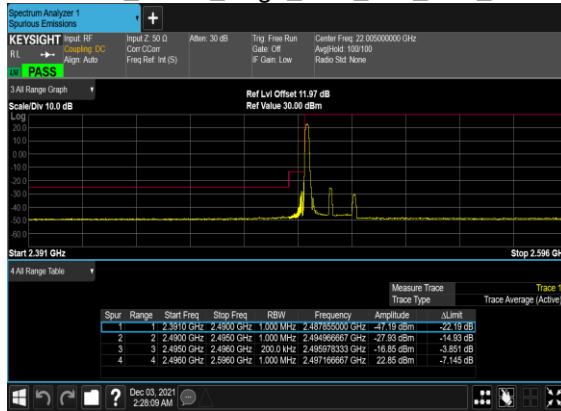 Spectrum Analyzer 1
Spurious Emissions
KEYSIGHT
RL
PASS
Input: RF
Coupling: DC
Align: Auto
Input Z: 50 Ω
Corr CCorr
Freq Ref: Int (S)
Atten: 30 dB
Trig: Free Run
Gate: Off
IF Gain: Low
Center Freq: 22.005000000 GHz
Avg|Hold: 100/100
Radio Std: None
3 All Range Graph
Scale/Div 10.0 dB
Ref Lvl Offset 11.97 dB
Ref Value 30.00 dBm
Log
20.0
10.0
0.00
-10.0
-20.0
-30.0
-40.0
-50.0
-60.0
Start 2.391 GHz
Stop 2.596 GH
4 All Range Table
Measure Trace Trace 1
Trace Type Trace Average (Active)
Spur Range Start Freq Stop Freq RBW Frequency Amplitude ΔLimit
1 1 2.3910 GHz 2.4900 GHz 1.000 MHz 2.487855000 GHz -47.19 dBm -22.19 dB
2 2 2.4900 GHz 2.4950 GHz 1.000 MHz 2.494966667 GHz -27.93 dBm -14.93 dB
3 3 2.4950 GHz 2.4960 GHz 200.0 kHz 2.495978333 GHz -16.85 dBm -3.851 dB
4 4 2.4960 GHz 2.5960 GHz 1.000 MHz 2.497166667 GHz 22.85 dBm -7.145 dB
Dec 03, 2021
2:28:09 AM